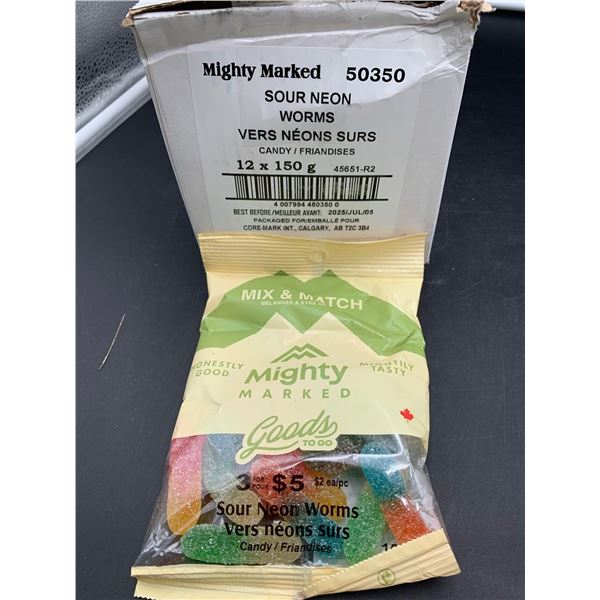 Mighty Marked 50350
SOUR NEON
WORMS
VERS NÉONS SURS
CANDY / FRIANDISES
12 x 150 g 45651-R2
4 007994 450350 0
BEST BEFORE/MEILLEUR AVANT: 2025/JUL/05
PACKAGED FOR/EMBALLÉ POUR
CORE-MARK INT., CALGARY, AB T2C 3B4
MIX & MATCH
MÉLANGER &
HONESTLY GOOD
MIGHTILY TASTY
Mighty
MARKED
Goods
TO GO
3 FOR/POUR $5 $2 ea/pc
Sour Neon Worms
Vers néons surs
Candy / Friandises